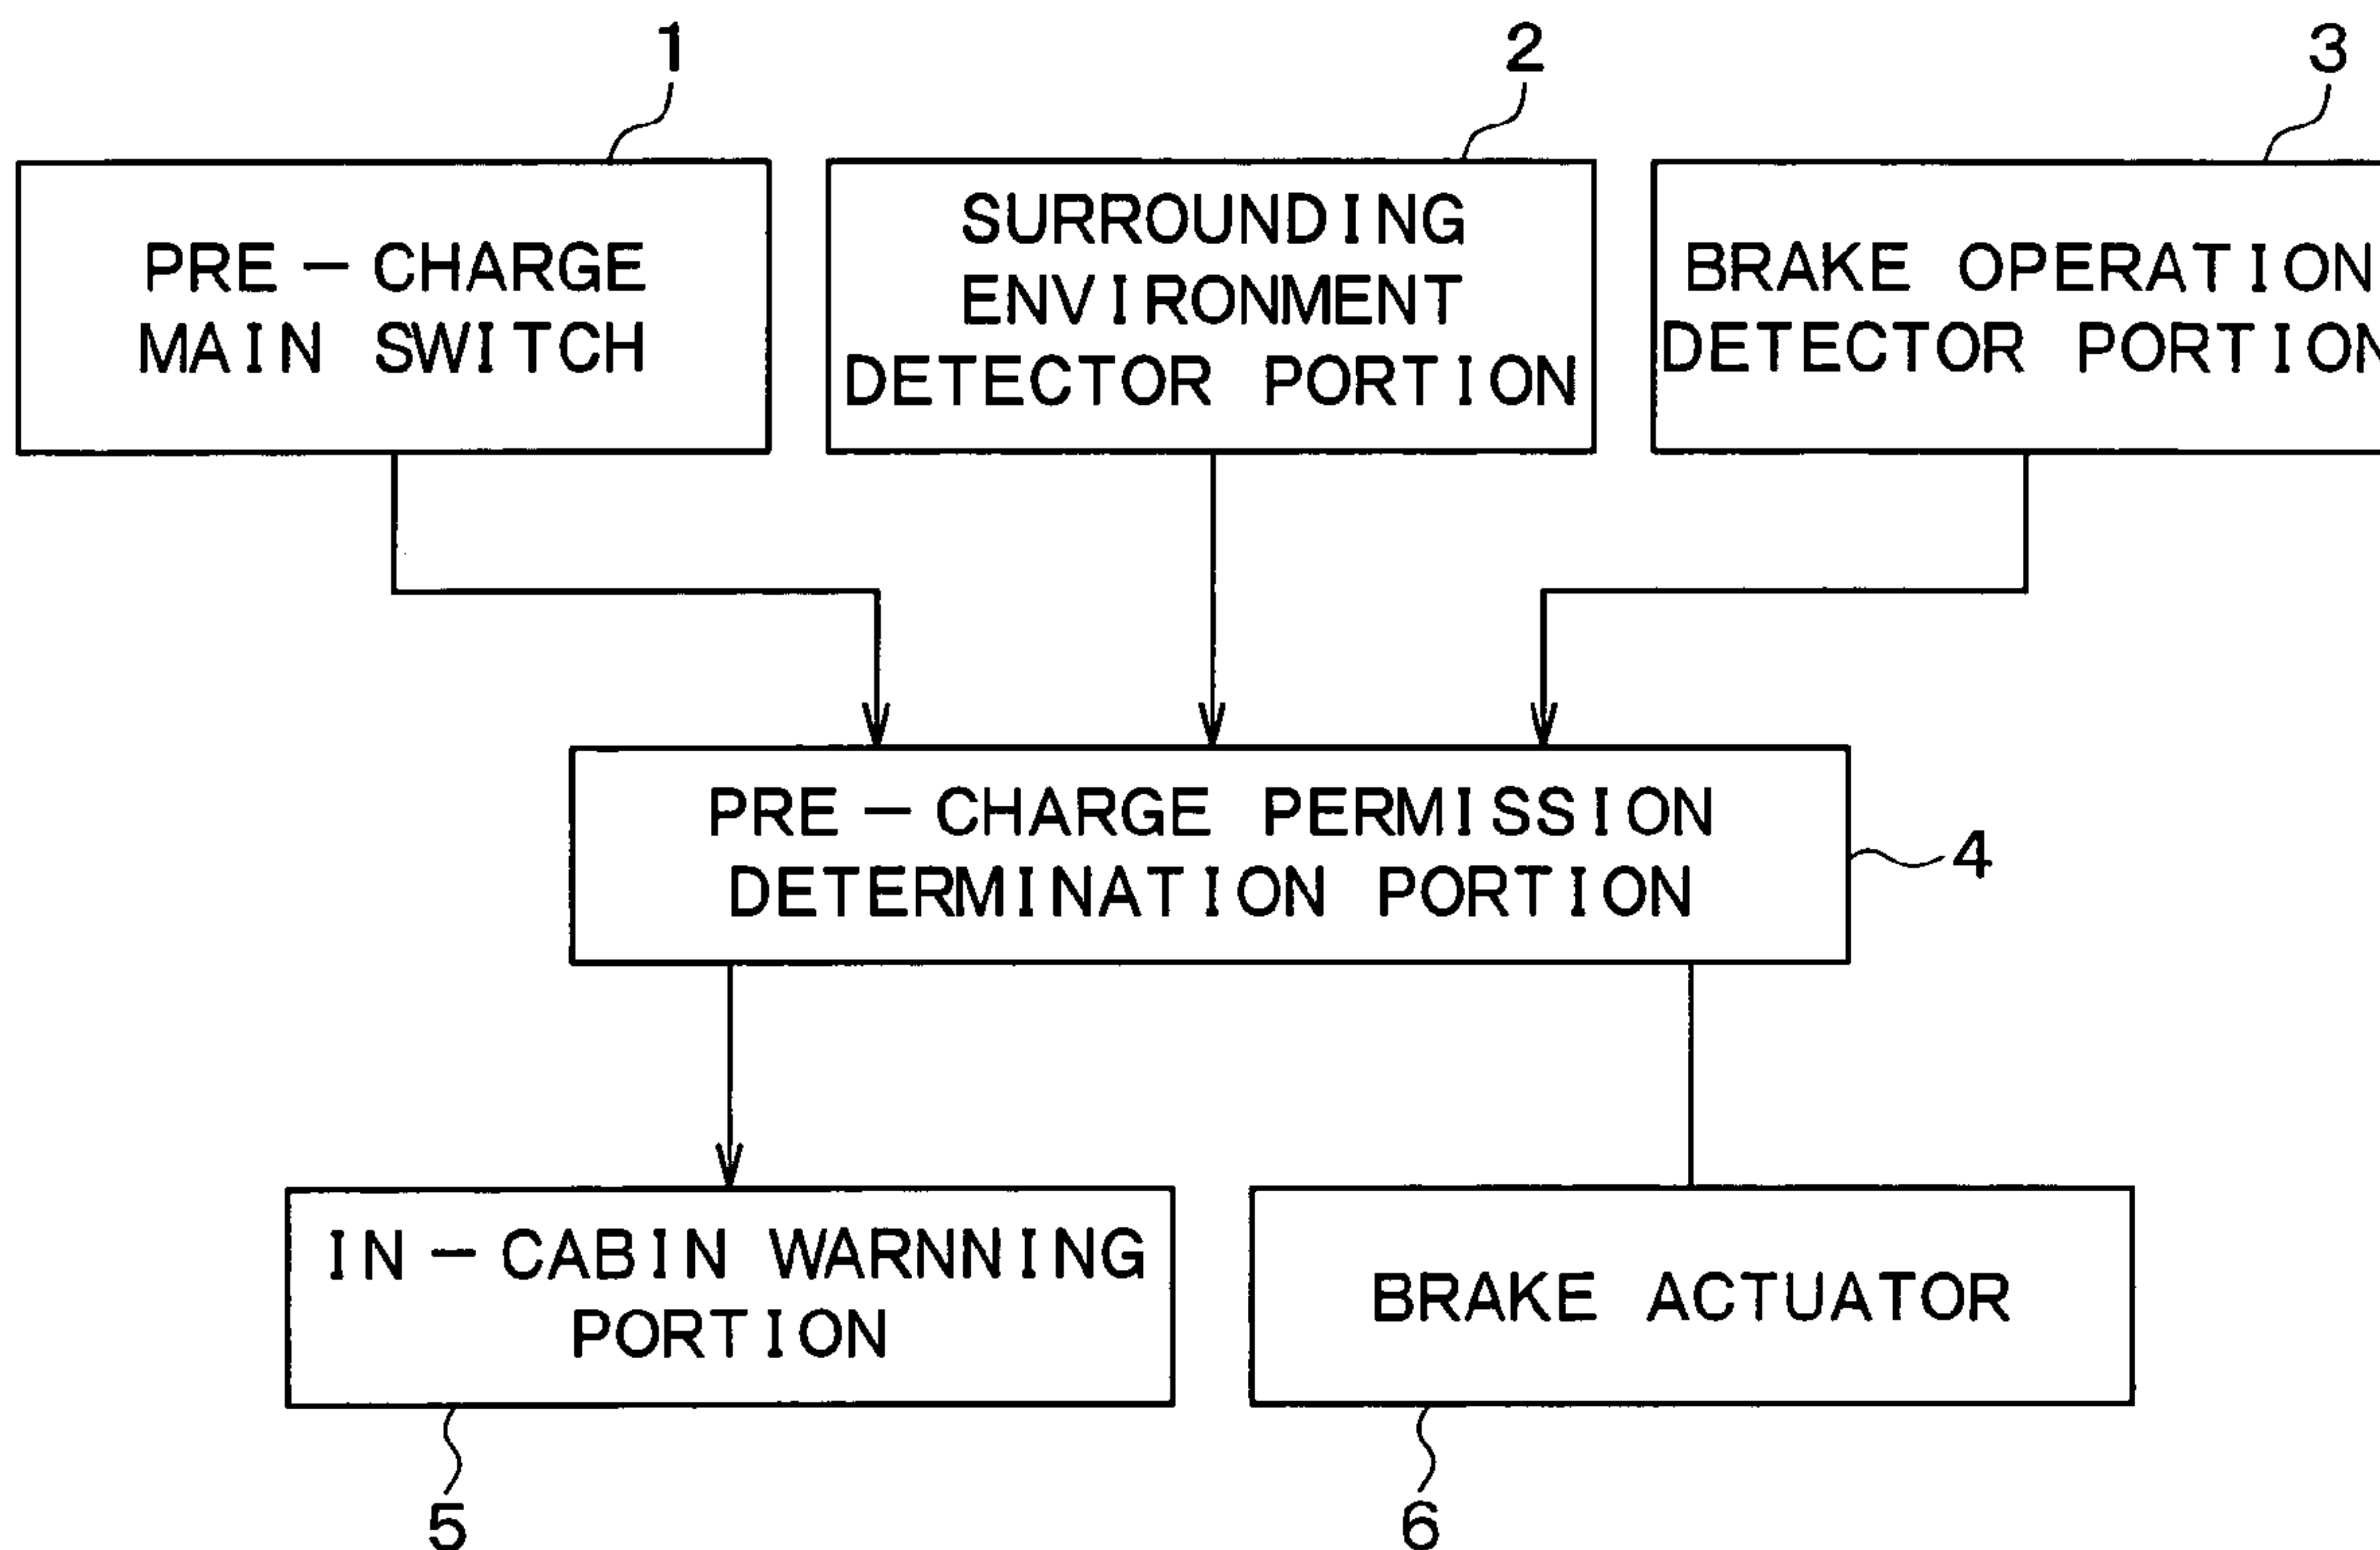 1
2
3
PRE-CHARGE
MAIN SWITCH
SURROUNDING
ENVIRONMENT
DETECTOR PORTION
BRAKE OPERATION
DETECTOR PORTION
PRE-CHARGE PERMISSION
DETERMINATION PORTION
4
IN-CABIN WARNNING
PORTION
BRAKE ACTUATOR
5
6